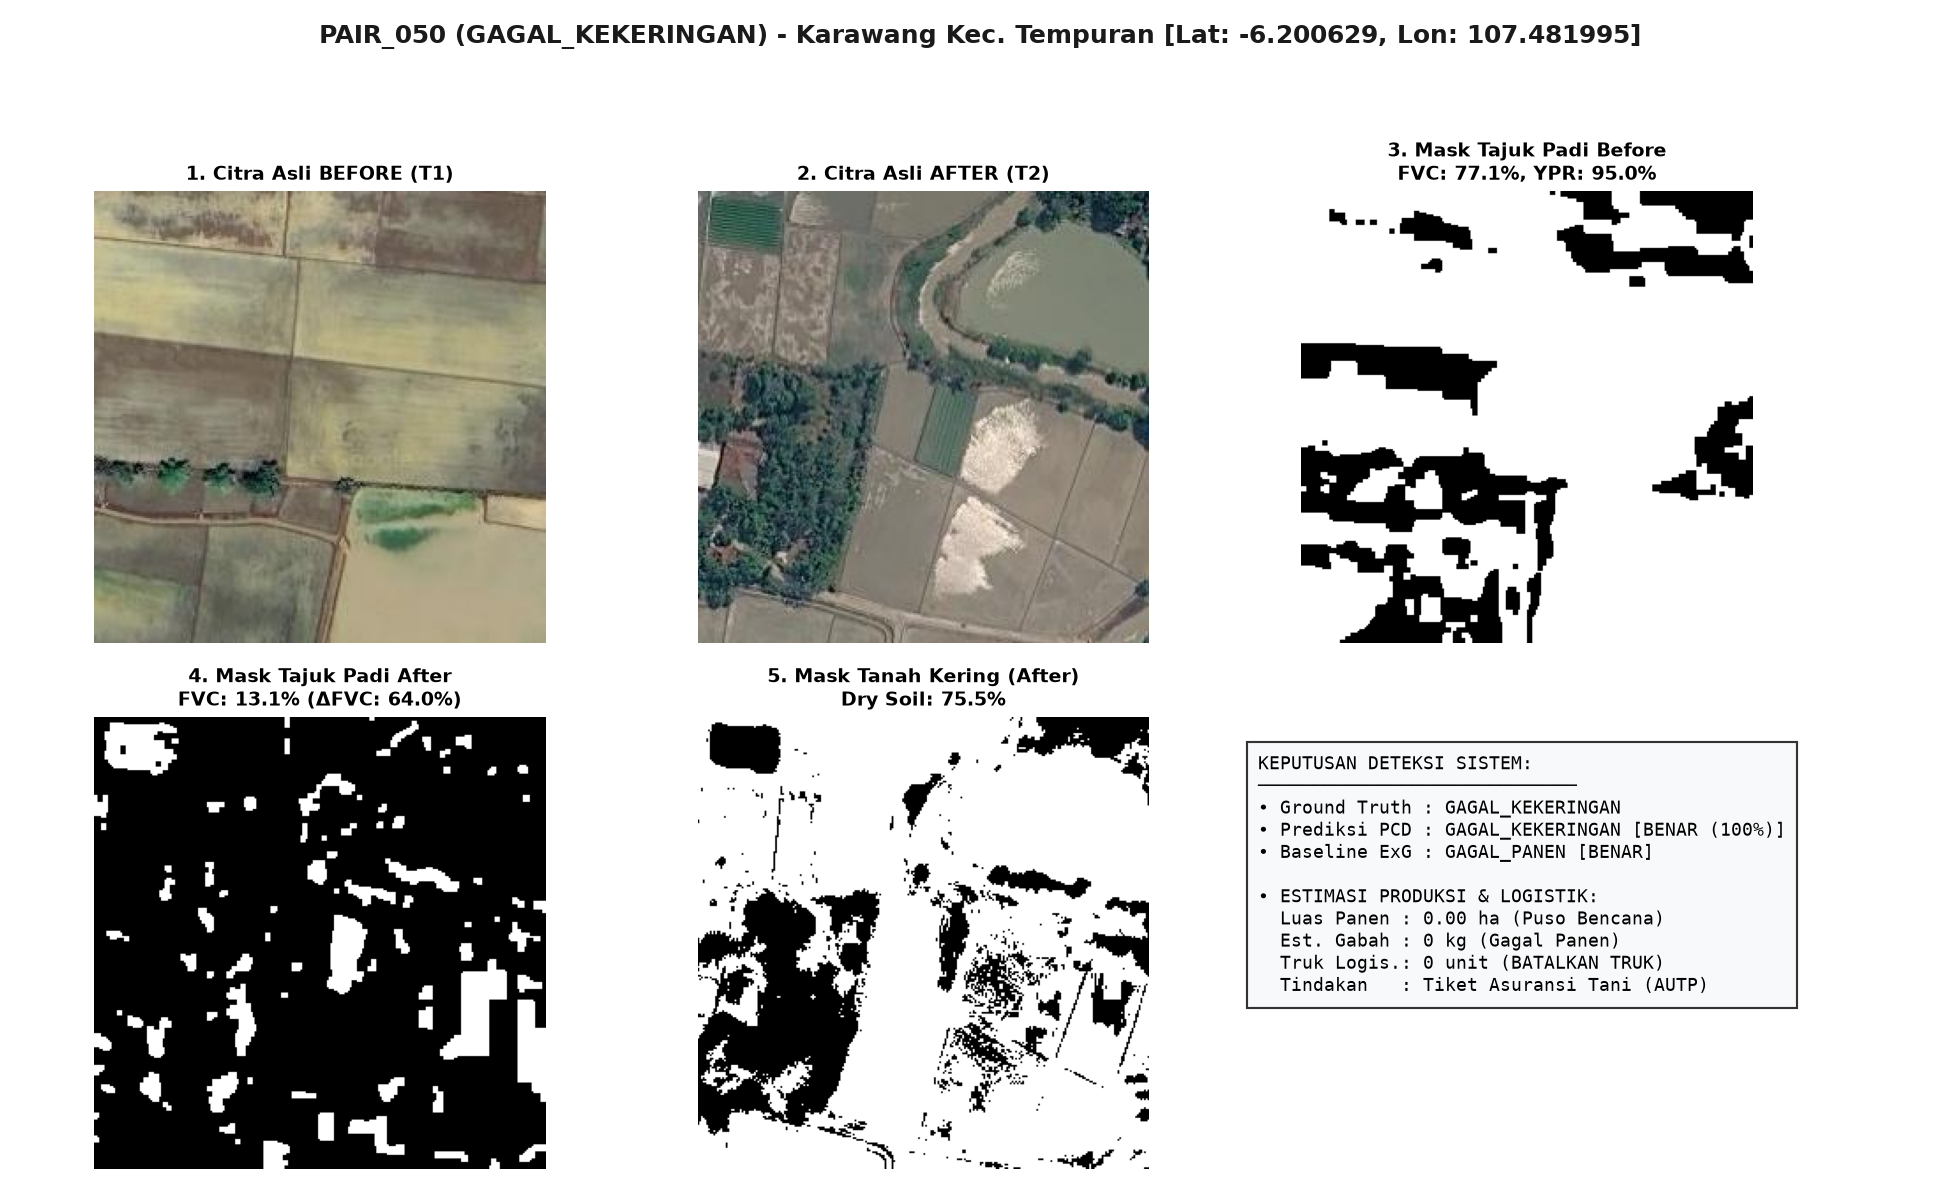 PAIR_050 (GAGAL_KEKERINGAN) - Karawang Kec. Tempuran [Lat: -6.200629, Lon: 107.481995]
1. Citra Asli BEFORE (T1)
2. Citra Asli AFTER (T2)
3. Mask Tajuk Padi Before
FVC: 77.1%, YPR: 95.0%
4. Mask Tajuk Padi After
FVC: 13.1% (ΔFVC: 64.0%)
5. Mask Tanah Kering (After)
Dry Soil: 75.5%
KEPUTUSAN DETEKSI SISTEM:
• Ground Truth : GAGAL_KEKERINGAN
• Prediksi PCD : GAGAL_KEKERINGAN [BENAR (100%)]
• Baseline ExG : GAGAL_PANEN [BENAR]
• ESTIMASI PRODUKSI & LOGISTIK:
Luas Panen : 0.00 ha (Puso Bencana)
Est. Gabah : 0 kg (Gagal Panen)
Truk Logis.: 0 unit (BATALKAN TRUK)
Tindakan   : Tiket Asuransi Tani (AUTP)